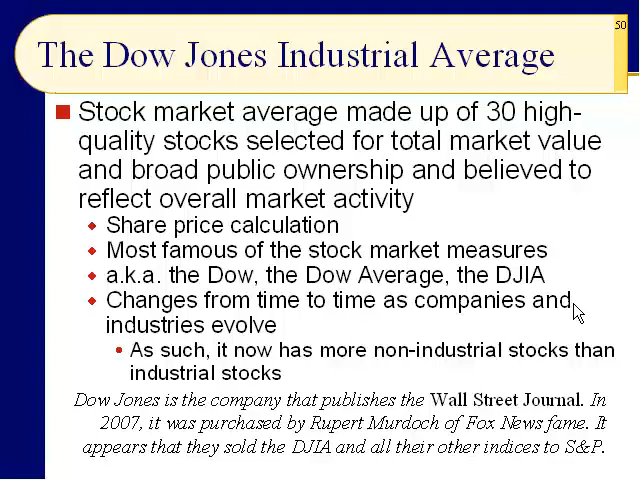 50
The Dow Jones Industrial Average
Stock market average made up of 30 high-
quality stocks selected for total market value
and broad public ownership and believed to
reflect overall market activity
Share price calculation
Most famous of the stock market measures
a.k.a. the Dow, the Dow Average, the DJIA
Changes from time to time as companies and
industries evolve
As such, it now has more non-industrial stocks than
industrial stocks
Dow Jones is the company that publishes the Wall Street Journal. In
2007, it was purchased by Rupert Murdoch of Fox News fame. It
appears that they sold the DJIA and all their other indices to S&P.